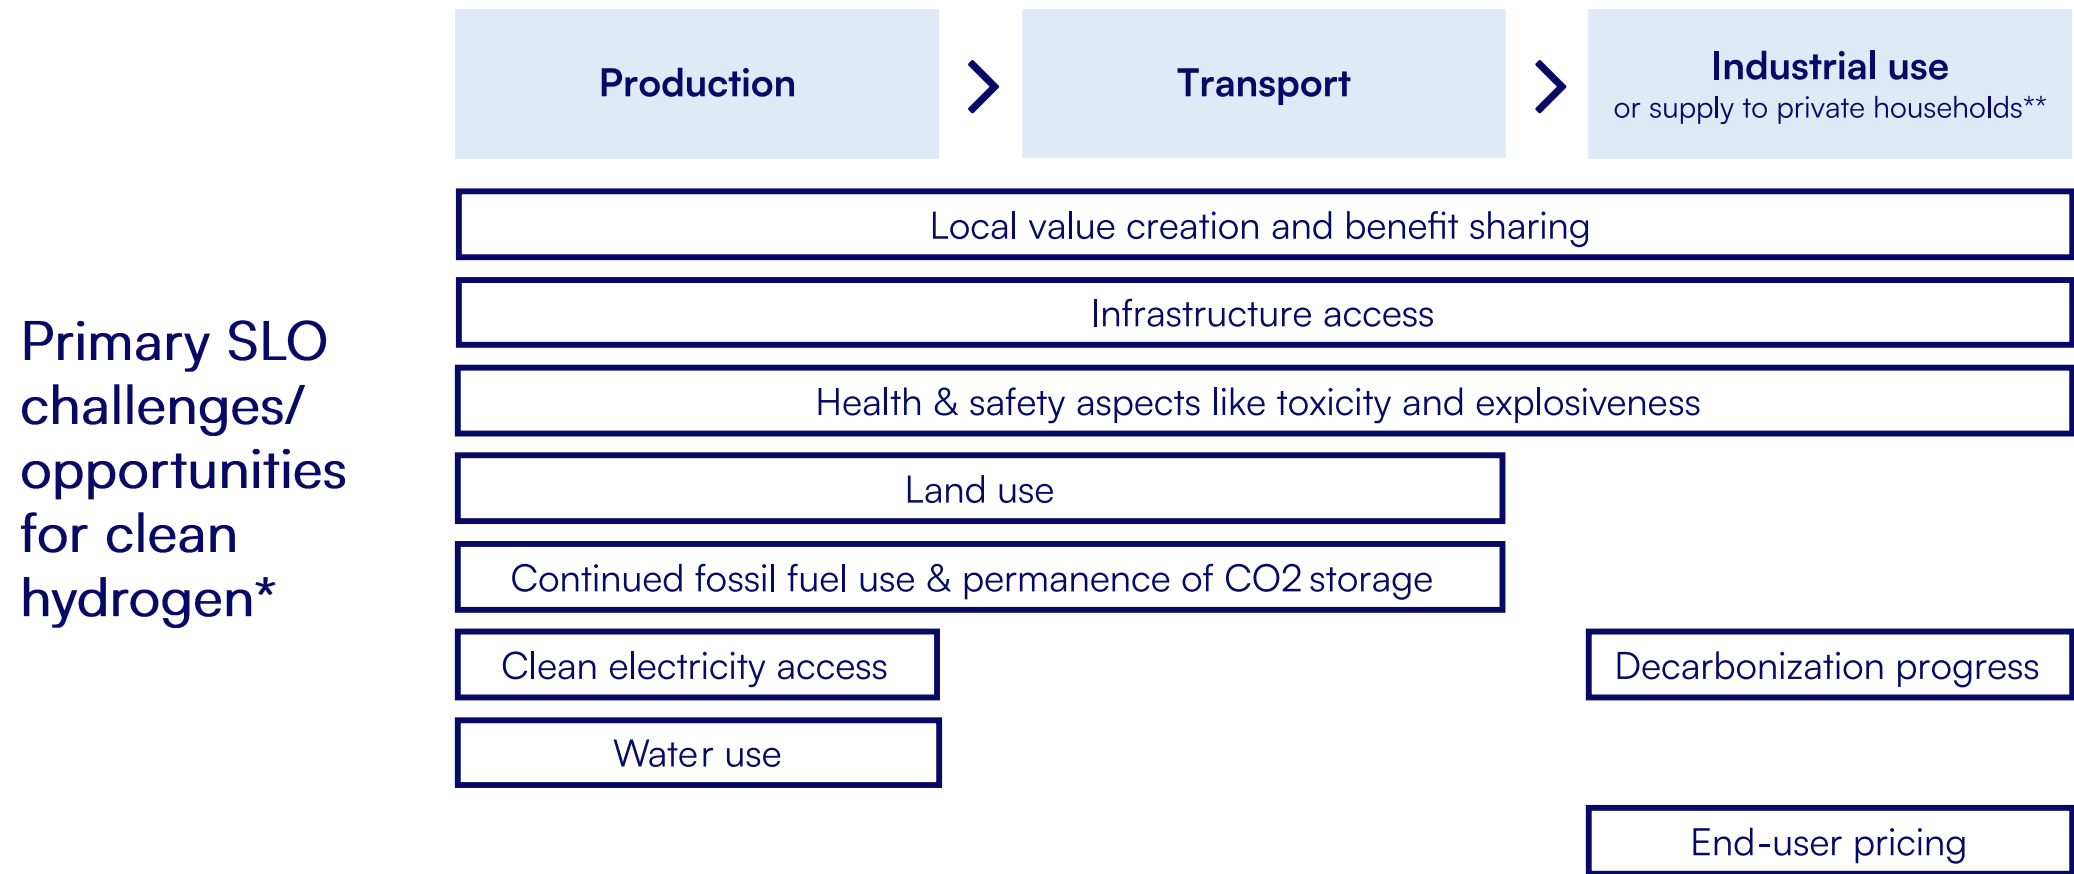 Production
Transport
Industrial use
or supply to private households**
Primary SLO
challenges/
opportunities
for clean
hydrogen*
Local value creation and benefit sharing
Infrastructure access
Health & safety aspects like toxicity and explosiveness
Land use
Continued fossil fuel use & permanence of CO2 storage
Clean electricity access
Decarbonization progress
Water use
End-user pricing